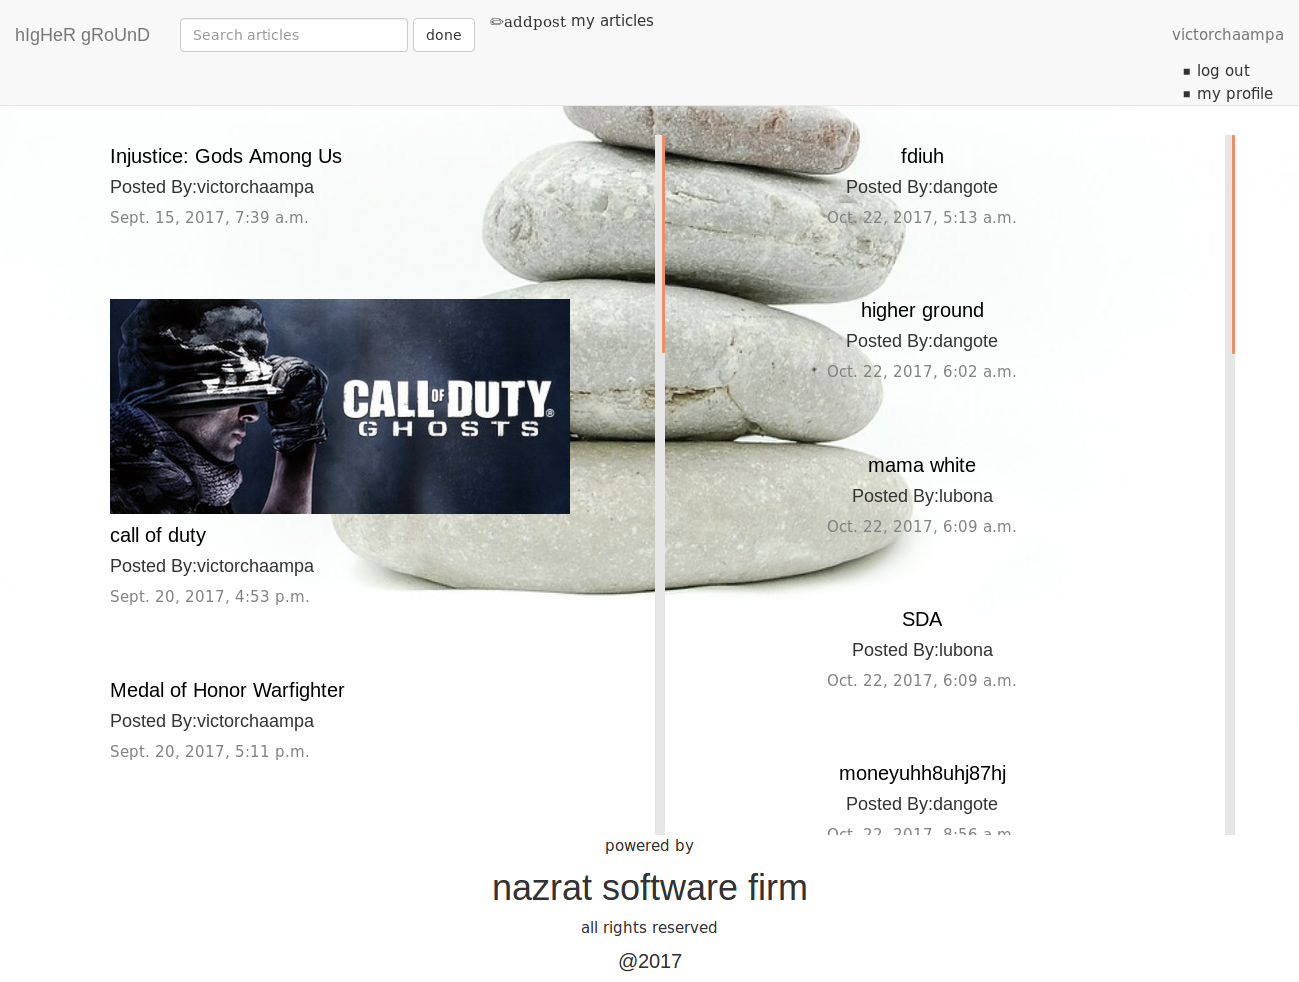 hIgHeR gRoUnD
Search articles
done
✏addpost my articles
victorchaampa
▪ log out
▪ my profile
Injustice: Gods Among Us
Posted By:victorchaampa
Sept. 15, 2017, 7:39 a.m.
CALL OF DUTY®
GHOSTS
call of duty
Posted By:victorchaampa
Sept. 20, 2017, 4:53 p.m.
Medal of Honor Warfighter
Posted By:victorchaampa
Sept. 20, 2017, 5:11 p.m.
fdiuh
Posted By:dangote
Oct. 22, 2017, 5:13 a.m.
higher ground
Posted By:dangote
Oct. 22, 2017, 6:02 a.m.
mama white
Posted By:lubona
Oct. 22, 2017, 6:09 a.m.
SDA
Posted By:lubona
Oct. 22, 2017, 6:09 a.m.
moneyuhh8uhj87hj
Posted By:dangote
Oct. 22, 2017, 8:56 a.m.
powered by
nazrat software firm
all rights reserved
@2017